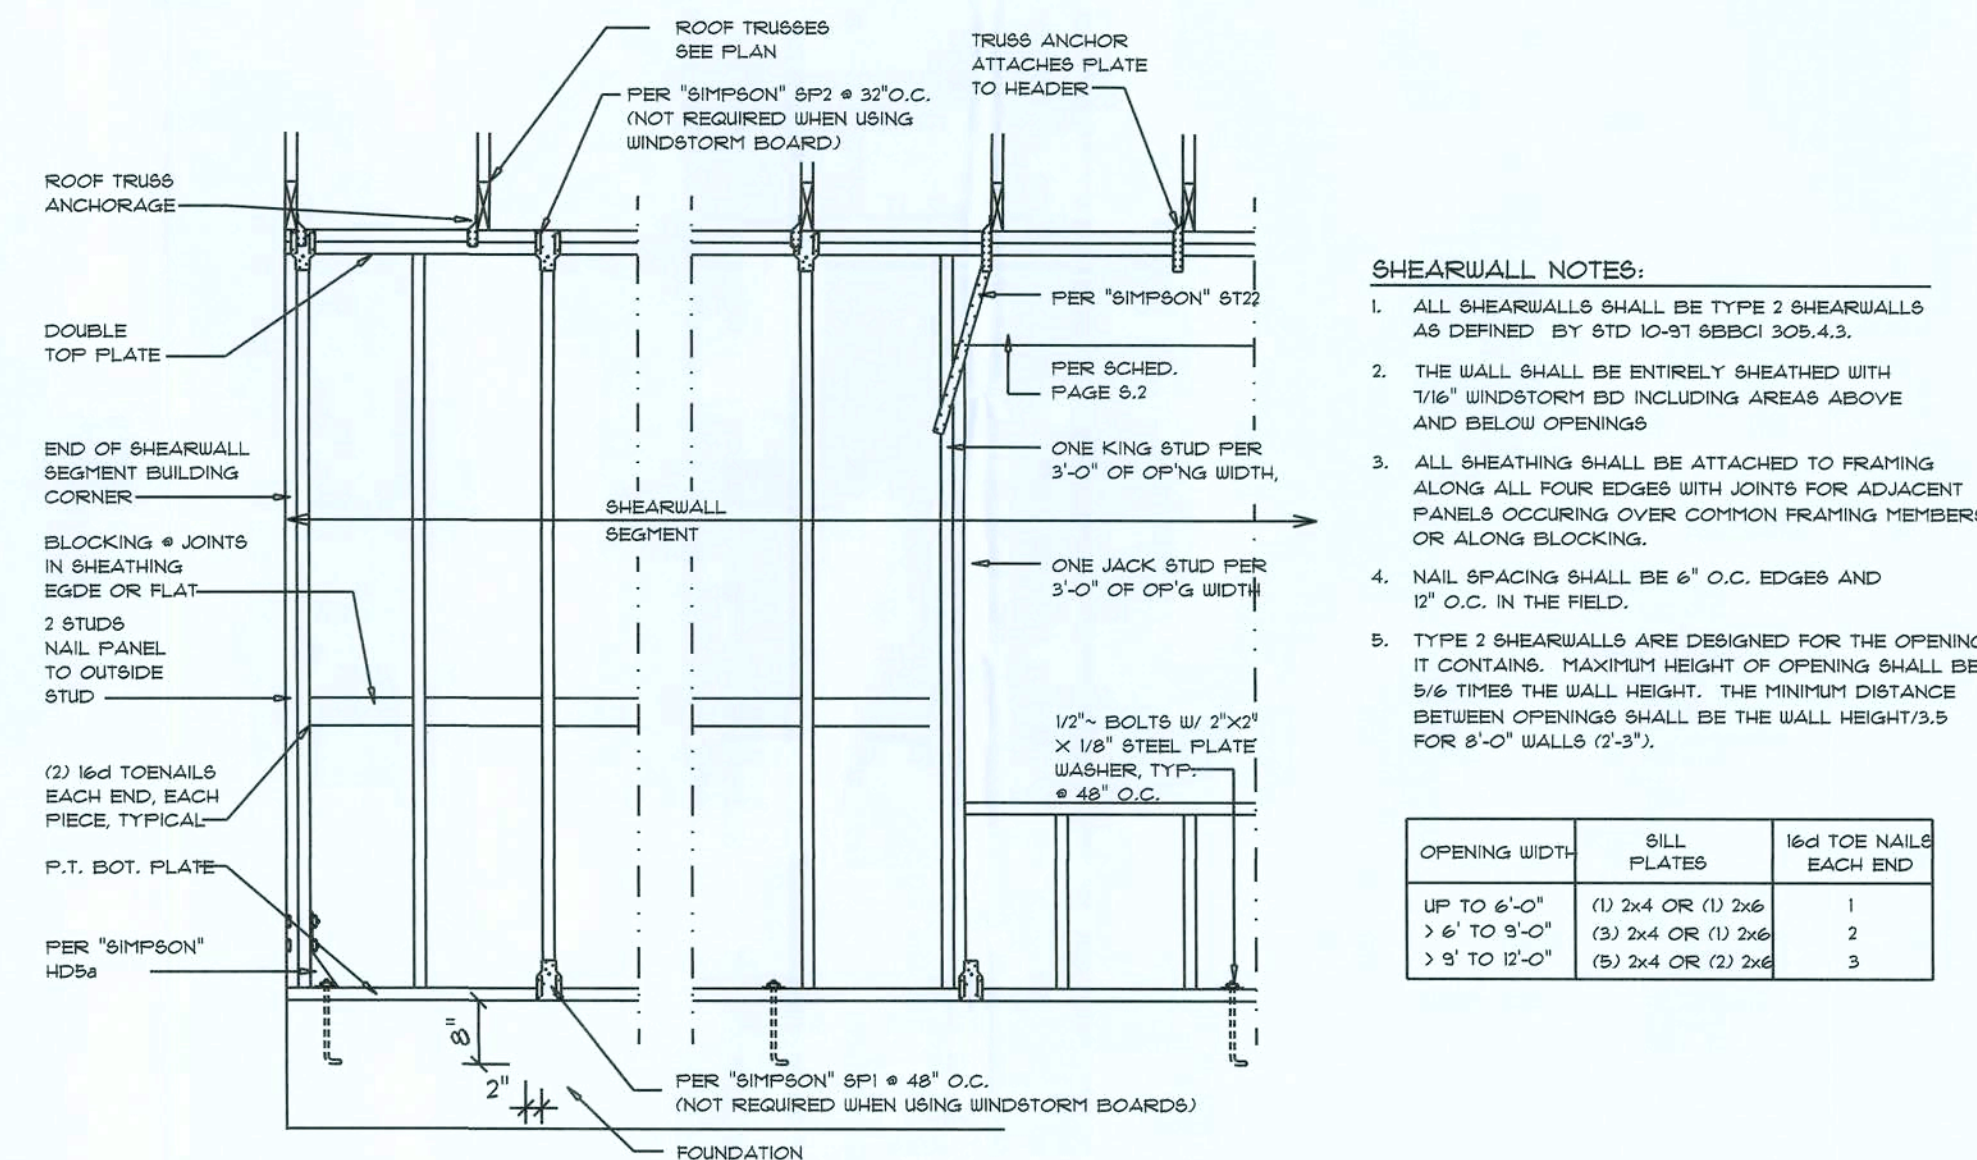 ROOF TRUSSES
SEE PLAN
TRUSS ANCHOR
ATTACHES PLATE
TO HEADER
PER "SIMPSON" SP2 @ 32"O.C.
(NOT REQUIRED WHEN USING
WINDSTORM BOARD)
ROOF TRUSS
ANCHORAGE
DOUBLE
TOP PLATE
PER "SIMPSON" ST22
PER SCHED.
PAGE S.2
END OF SHEARWALL
SEGMENT BUILDING
CORNER
ONE KING STUD PER
3'-0" OF OP'NG WIDTH,
SHEARWALL
SEGMENT
BLOCKING @ JOINTS
IN SHEATHING
EGDE OR FLAT
ONE JACK STUD PER
3'-0" OF OP'G WIDTH
2 STUDS
NAIL PANEL
TO OUTSIDE
STUD
1/2"~ BOLTS W/ 2"X2"
X 1/8" STEEL PLATE
WASHER, TYP.
@ 48" O.C.
(2) 16d TOENAILS
EACH END, EACH
PIECE, TYPICAL
P.T. BOT. PLATE
PER "SIMPSON"
HD5a
8"
2"
PER "SIMPSON" SP1 @ 48" O.C.
(NOT REQUIRED WHEN USING WINDSTORM BOARDS)
FOUNDATION
SHEARWALL NOTES:
1. ALL SHEARWALLS SHALL BE TYPE 2 SHEARWALLS
AS DEFINED BY STD 10-97 SBBCI 305.4.3.
2. THE WALL SHALL BE ENTIRELY SHEATHED WITH
7/16" WINDSTORM BD INCLUDING AREAS ABOVE
AND BELOW OPENINGS
3. ALL SHEATHING SHALL BE ATTACHED TO FRAMING
ALONG ALL FOUR EDGES WITH JOINTS FOR ADJACENT
PANELS OCCURING OVER COMMON FRAMING MEMBERS
OR ALONG BLOCKING.
4. NAIL SPACING SHALL BE 6" O.C. EDGES AND
12" O.C. IN THE FIELD.
5. TYPE 2 SHEARWALLS ARE DESIGNED FOR THE OPENING
IT CONTAINS. MAXIMUM HEIGHT OF OPENING SHALL BE
5/6 TIMES THE WALL HEIGHT. THE MINIMUM DISTANCE
BETWEEN OPENINGS SHALL BE THE WALL HEIGHT/3.5
FOR 8'-0" WALLS (2'-3").
OPENING WIDTH
SILL
PLATES
16d TOE NAILS
EACH END
UP TO 6'-0" (1) 2x4 OR (1) 2x6 1
> 6' TO 9'-0" (3) 2x4 OR (1) 2x6 2
> 9' TO 12'-0" (5) 2x4 OR (2) 2x6 3